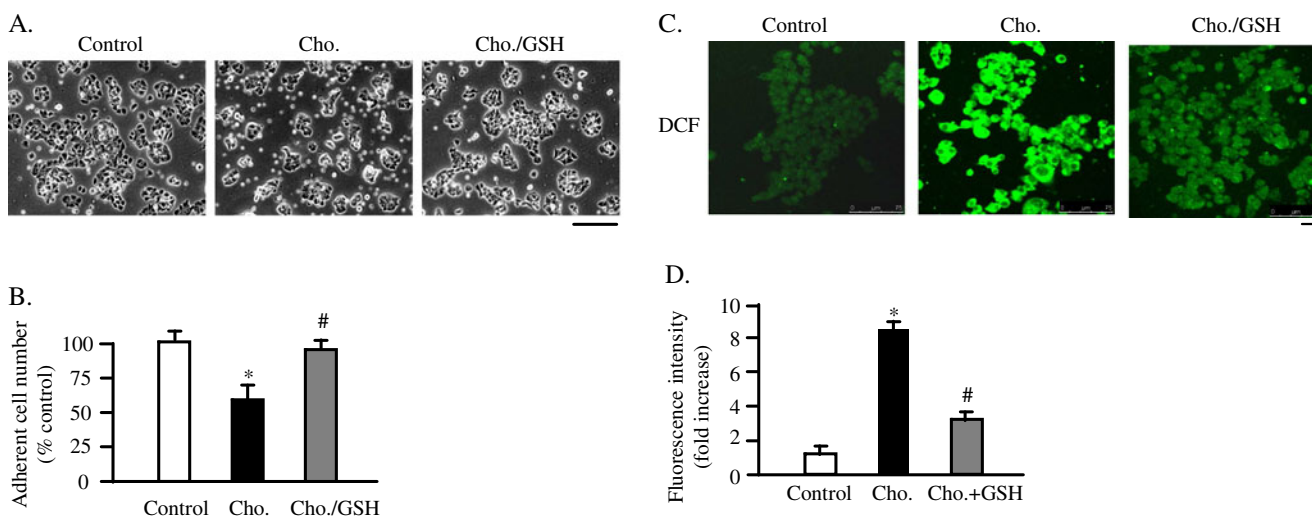 A.
Control Cho. Cho./GSH
B.
Adherent cell number
(% control)
100
75
50
25
0
*
#
Control Cho. Cho./GSH
C.
Control Cho. Cho./GSH
DCF
D.
Fluorescence intensity
(fold increase)
10
8
6
4
2
0
*
#
Control Cho. Cho.+GSH